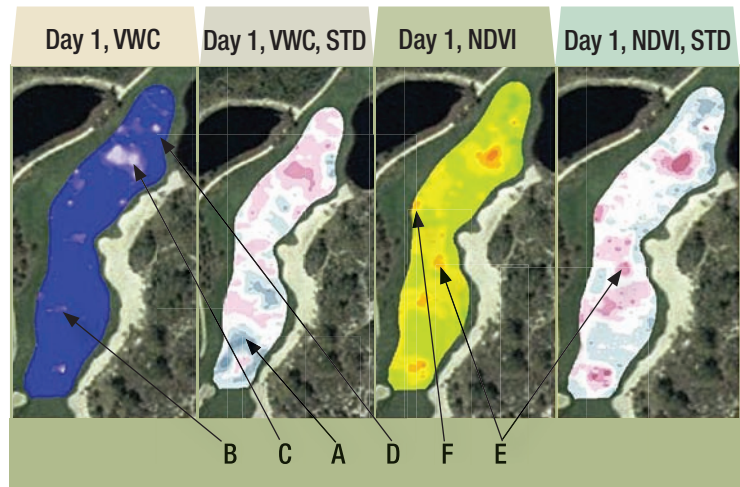 Day 1, VWC
Day 1, VWC, STD
Day 1, NDVI
Day 1, NDVI, STD
B
C
A
D
F
E